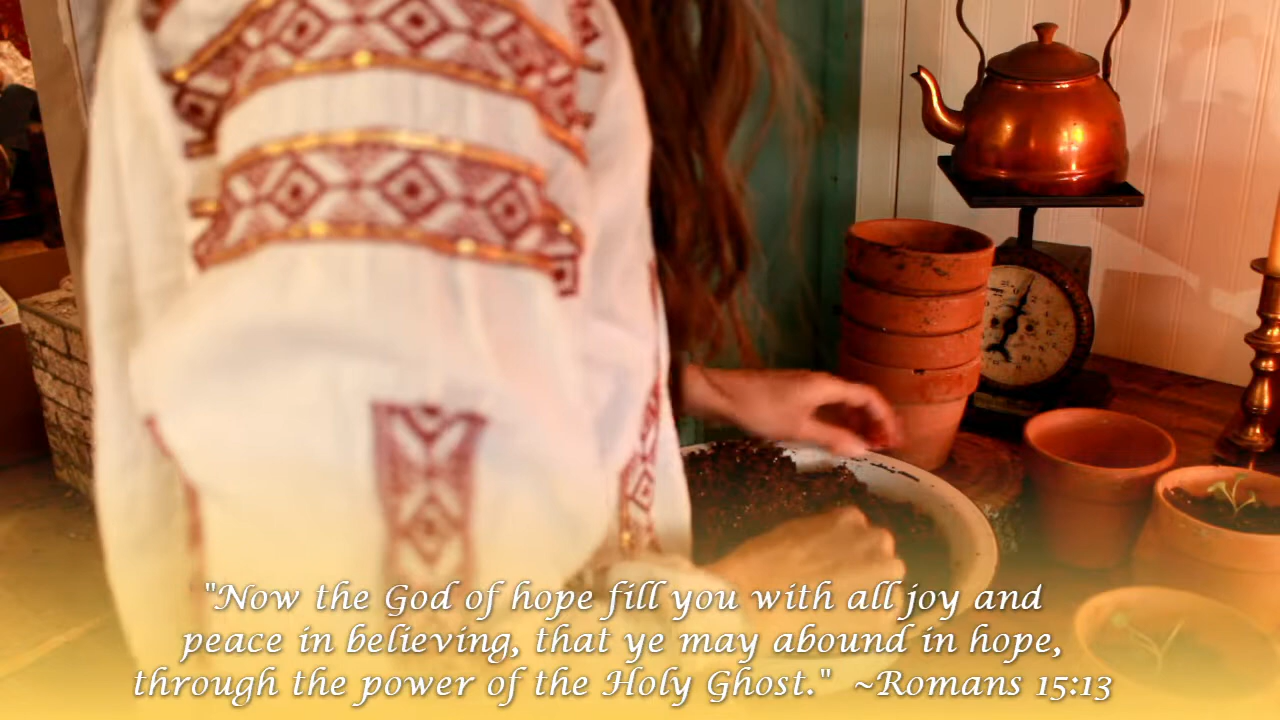 "Now the God of hope fill you with all joy and
peace in believing, that ye may abound in hope,
through the power of the Holy Ghost." ~Romans 15:13